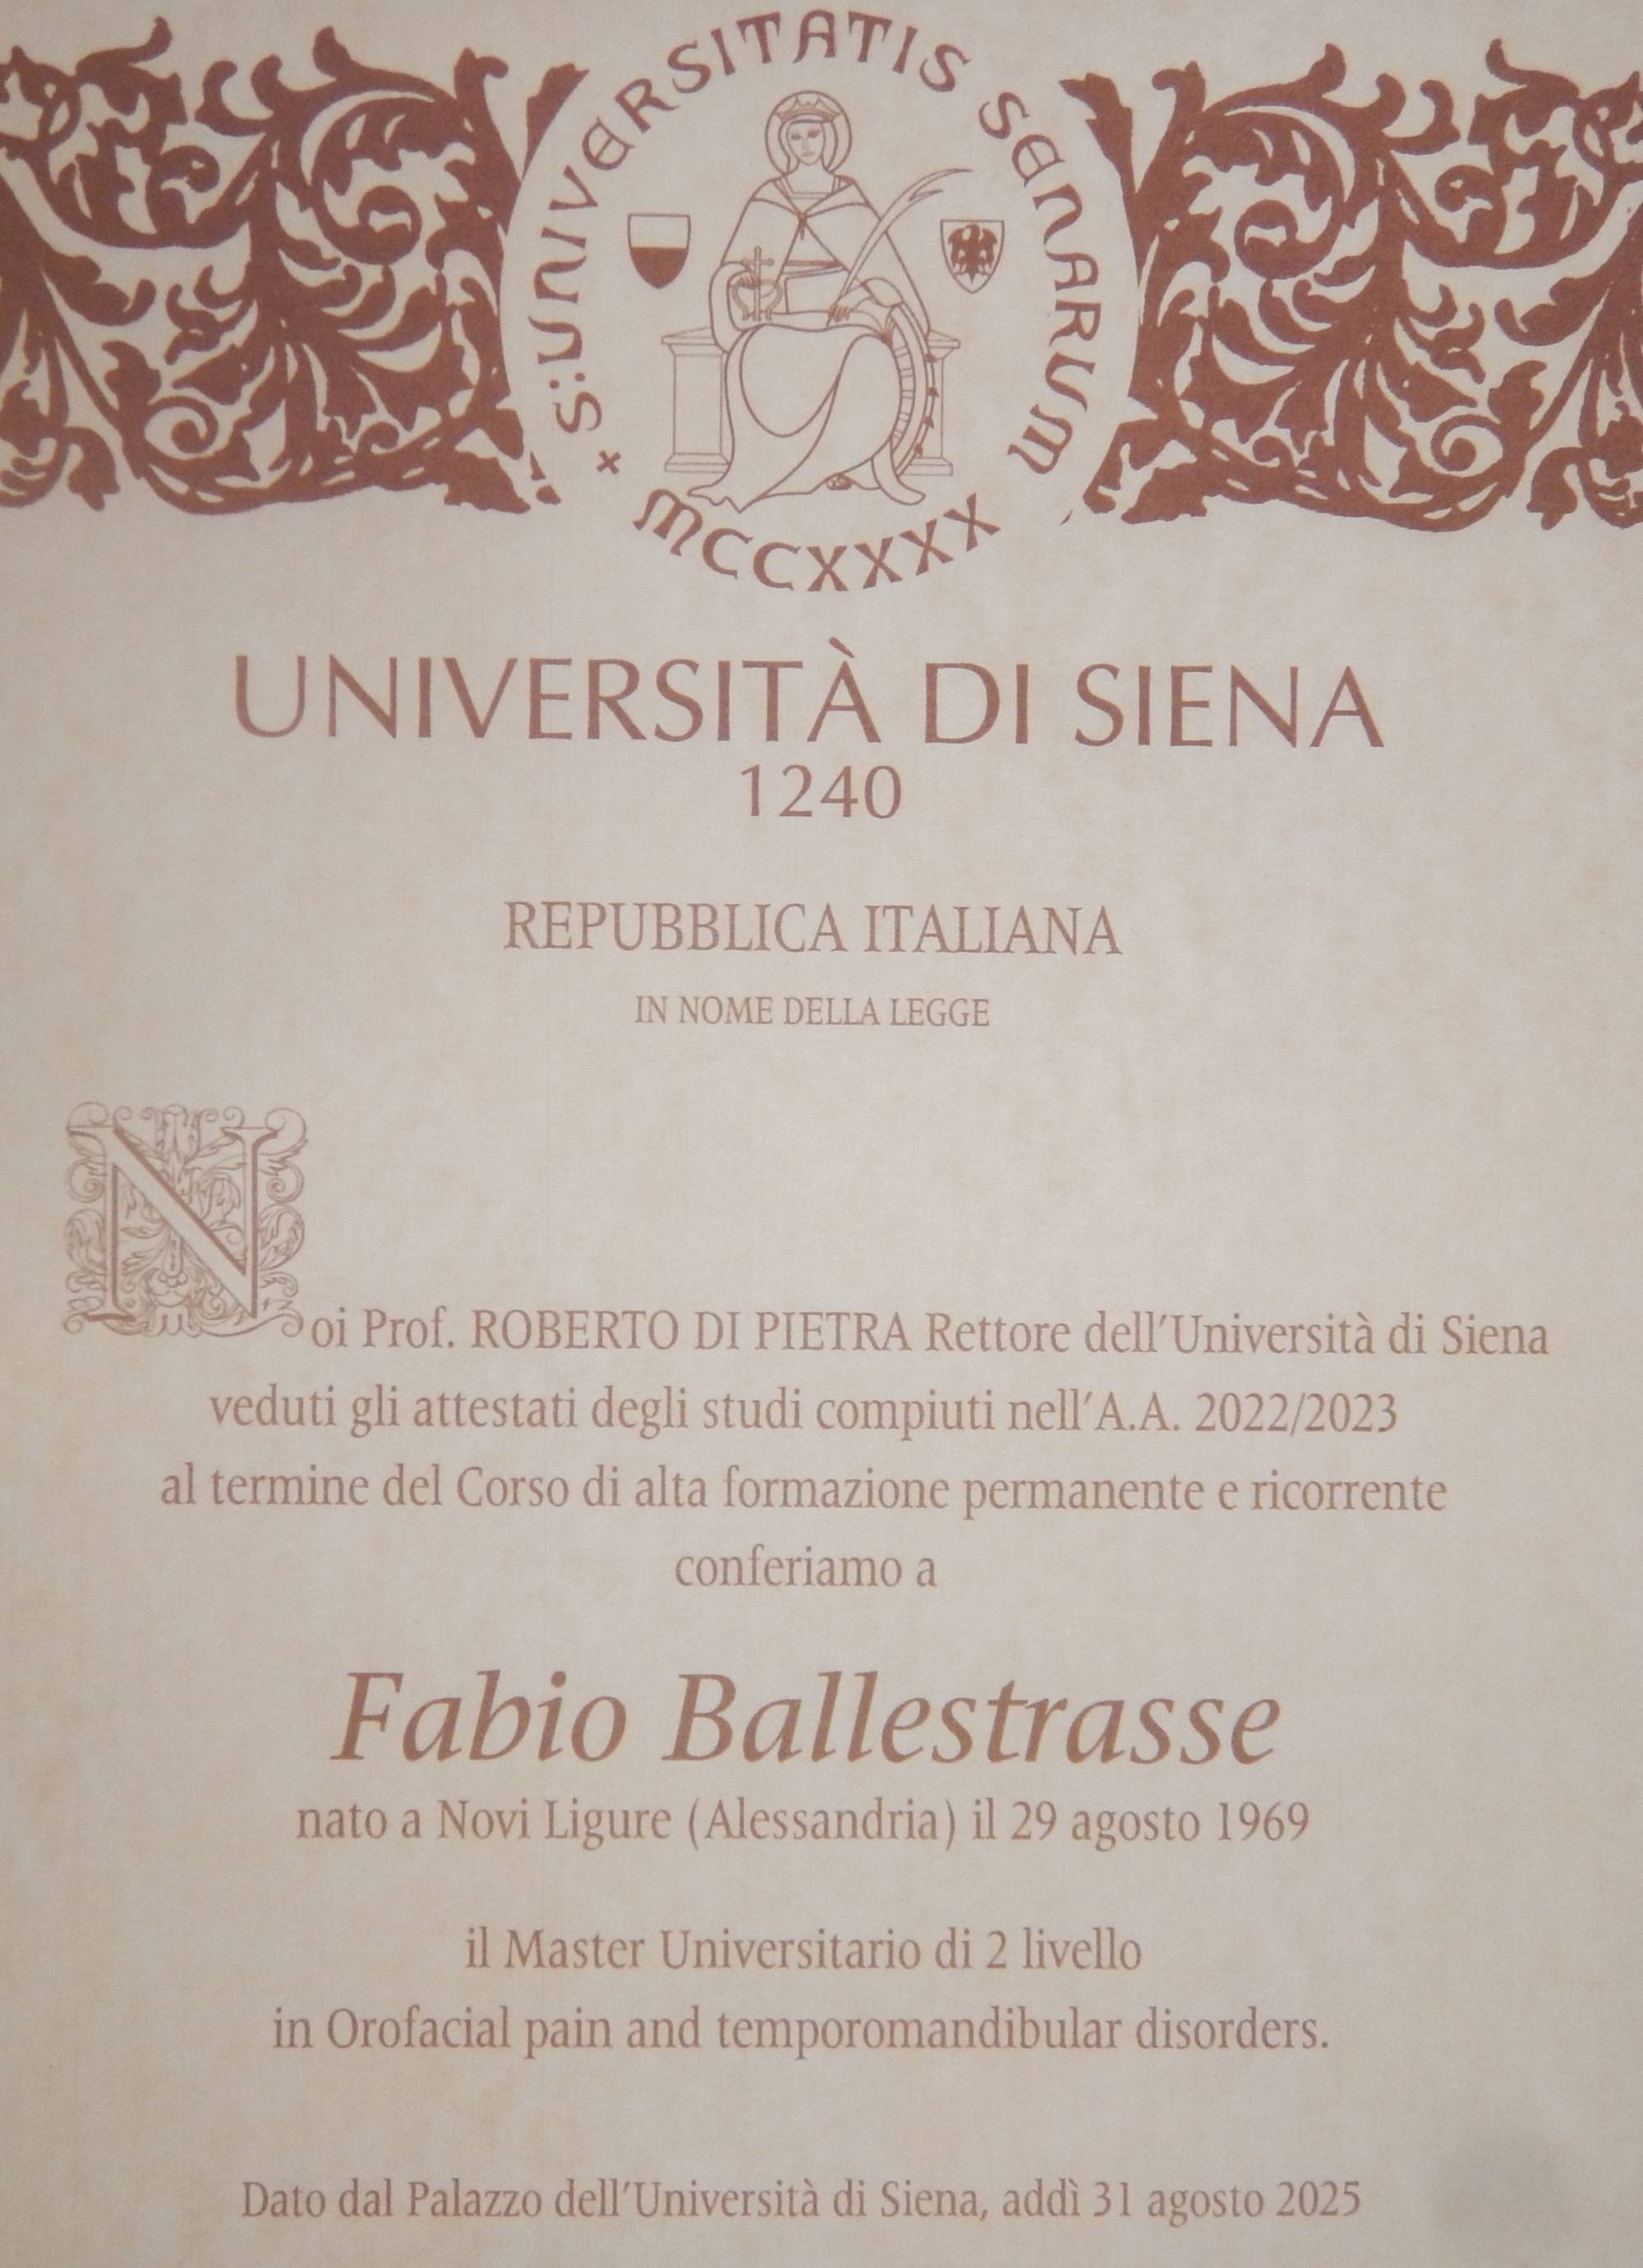 S: UNIVERSITATIS SENARUM
MCCXXXX
UNIVERSITÀ DI SIENA
1240
REPUBBLICA ITALIANA
IN NOME DELLA LEGGE
Noi Prof. ROBERTO DI PIETRA Rettore dell'Università di Siena
veduti gli attestati degli studi compiuti nell'A.A. 2022/2023
al termine del Corso di alta formazione permanente e ricorrente
conferiamo a
Fabio Ballestrasse
nato a Novi Ligure (Alessandria) il 29 agosto 1969
il Master Universitario di 2 livello
in Orofacial pain and temporomandibular disorders.
Dato dal Palazzo dell'Università di Siena, addì 31 agosto 2025